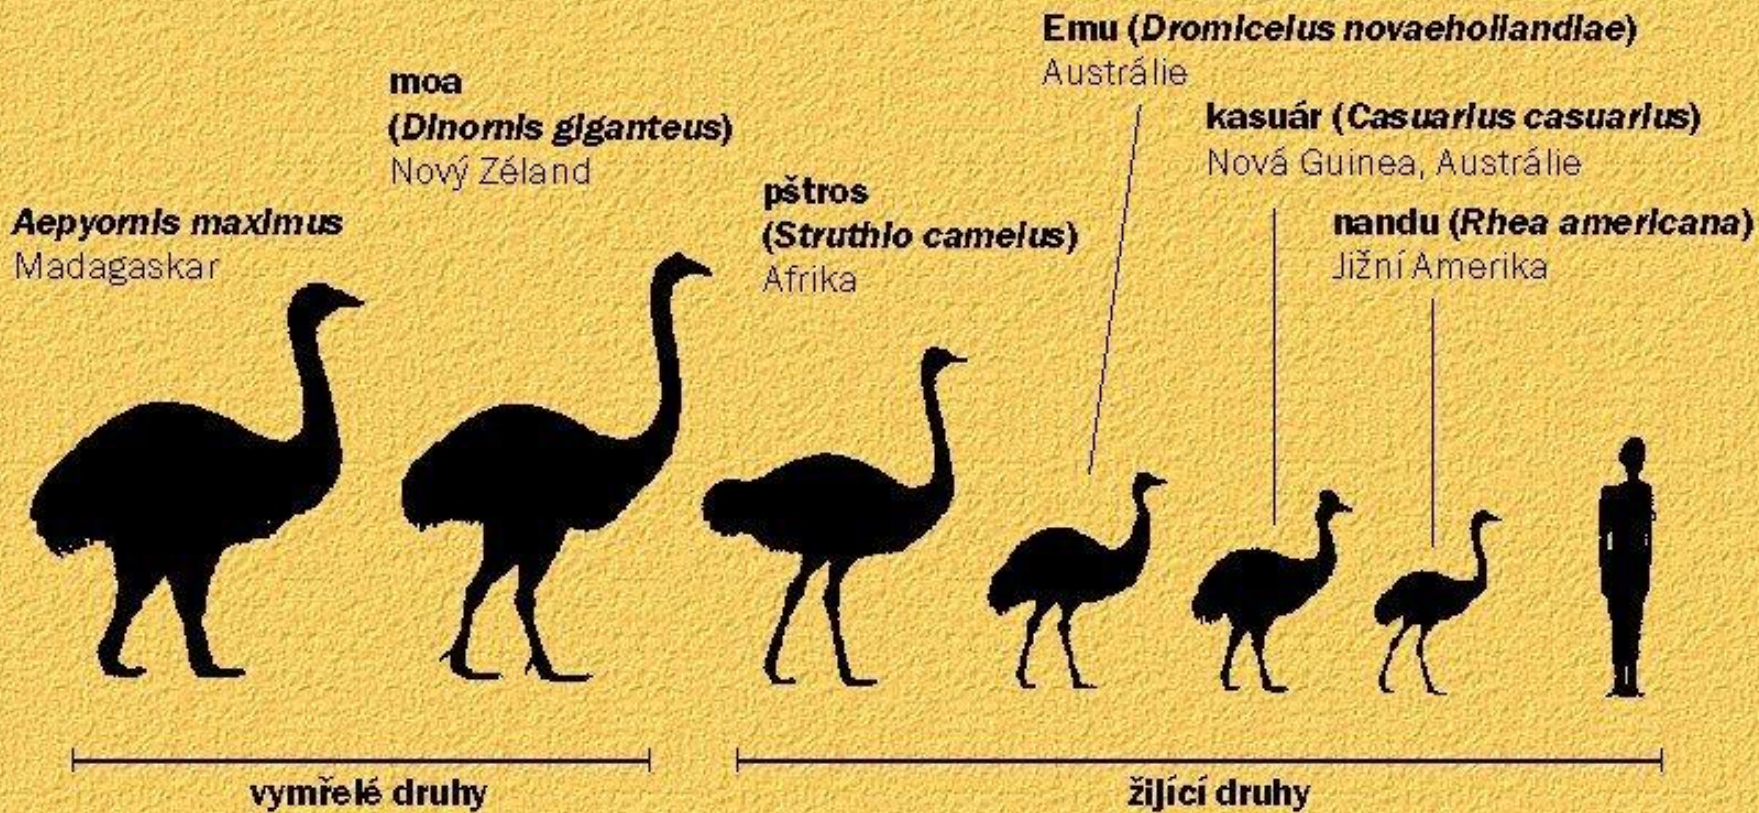 Aepyornis maximus
Madagaskar
moa
(Dinornis giganteus)
Nový Zéland
pštros
(Struthio camelus)
Afrika
Emu (Dromiceius novaehollandiae)
Austrálie
kasuár (Casuarius casuarius)
Nová Guinea, Austrálie
nandu (Rhea americana)
Jižní Amerika
vymřelé druhy
žijící druhy